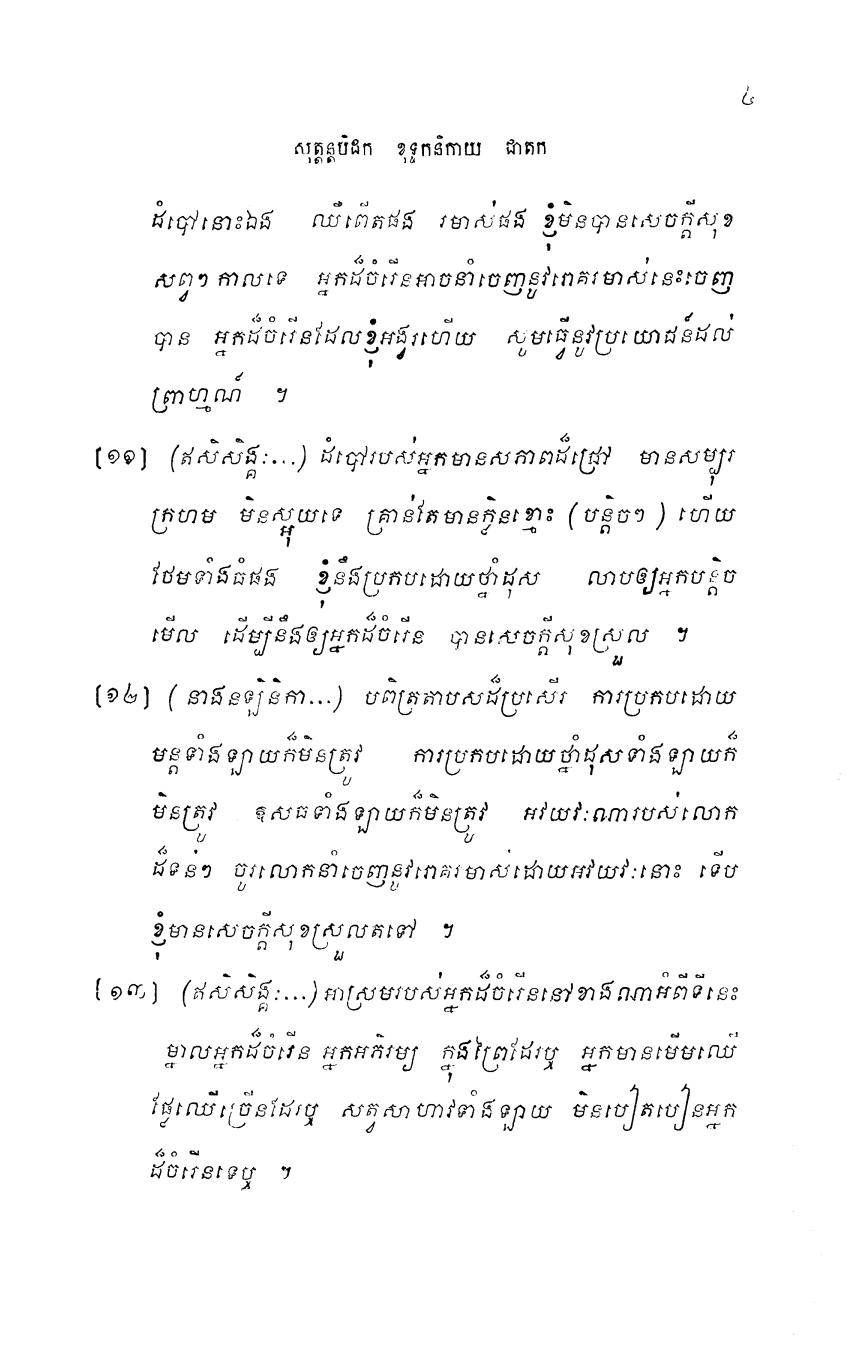 ៤
សុត្តន្តបិដក ខុទ្ទកនិកាយ ជាតក
ដំបៅនោះឯង ឈឺពើតផង រមាស់ផង ខ្ញុំមិនបានសេចក្តីសុខ
សព្វៗកាលទេ អ្នកដ៏ចំរើនអាចនាំចេញនូវរោគរមាស់នេះចេញ
បាន អ្នកដ៏ចំរើនដែលខ្ញុំអង្វរហើយ សូមធ្វើនូវប្រយោជន៍ដល់
ព្រាហ្មណ៍ ។
[១១] (ឥសិសិង្គៈ...) ដំបៅរបស់អ្នកមានសភាពដ៏ជ្រៅ មានសម្បុរ
ក្រហម មិនស្អុយទេ គ្រាន់តែមានក្លិនខ្មោះ (បន្តិចៗ) ហើយ
ថែមទាំងធំផង ខ្ញុំនឹងប្រកបដោយថ្នាំដុស លាបឲ្យអ្នកបន្តិច
មើល ដើម្បីនឹងឲ្យអ្នកដ៏ចំរើន បានសេចក្តីសុខស្រួល ។
[១២] (នាងនឡិនិកា...) បពិត្រតាបសដ៏ប្រសើរ ការប្រកបដោយ
មន្តទាំងឡាយក៏មិនត្រូវ ការប្រកបដោយថ្នាំដុសទាំងឡាយក៏
មិនត្រូវ ឱសធទាំងឡាយក៏មិនត្រូវ អវយវៈណារបស់លោក
ដ៏ទន់ៗ ចូរលោកនាំចេញនូវរោគរមាស់ដោយអវយវៈនោះ ទើប
ខ្ញុំមានសេចក្តីសុខស្រួលតទៅ ។
[១៣] (ឥសិសិង្គៈ...) អាស្រមរបស់អ្នកដ៏ចំរើននៅខាងណាអំពីទីនេះ
ម្នាលអ្នកដ៏ចំរើន អ្នកអភិរម្យ ក្នុងព្រៃដែរឬ អ្នកមានមើមឈើ
ផ្លែឈើច្រើនដែរឬ សត្វសាហាវទាំងឡាយ មិនបៀតបៀនអ្នក
ដ៏ចំរើនទេឬ ។